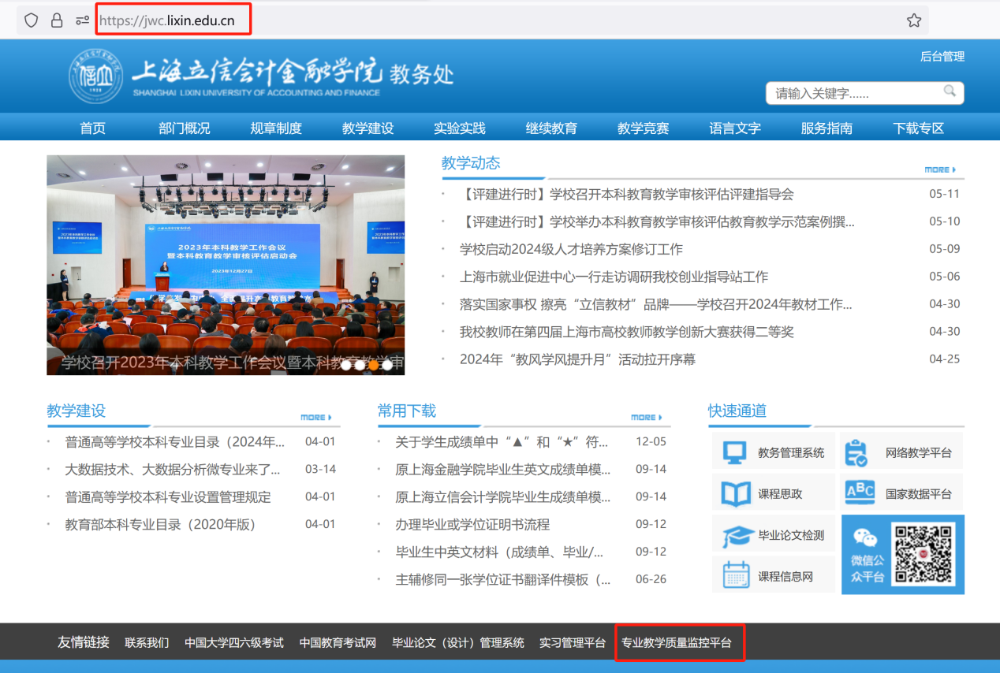 https://jwc.lixin.edu.cn
后台管理
上海立信会计金融学院 教务处
SHANGHAI LIXIN UNIVERSITY OF ACCOUNTING AND FINANCE
请输入关键字......
首页 部门概况 规章制度 教学建设 实验实践 继续教育 教学竞赛 语言文字 服务指南 下载专区
2023年本科教学工作会议
暨本科教育教学审核评估启动会
2023年12月27日
学校召开2023年本科教学工作会议暨本科教育教学审
教学动态 MORE
【评建进行时】学校召开本科教育教学审核评估评建指导会 05-11
【评建进行时】学校举办本科教育教学审核评估教育教学示范案例撰... 05-10
学校启动2024级人才培养方案修订工作 05-09
上海市就业促进中心一行走访调研我校创业指导站工作 05-06
落实国家事权 擦亮“立信教材”品牌——学校召开2024年教材工作... 04-30
我校教师在第四届上海市高校教师教学创新大赛获得二等奖 04-30
2024年“教风学风提升月”活动拉开序幕 04-25
教学建设 MORE
普通高等学校本科专业目录（2024年... 04-01
大数据技术、大数据分析微专业来了... 03-14
普通高等学校本科专业设置管理规定 04-01
教育部本科专业目录（2020年版） 04-01
常用下载 MORE
关于学生成绩单中“▲”和“★”符... 12-05
原上海金融学院毕业生英文成绩单模... 09-14
原上海立信会计学院毕业生成绩单模... 09-14
办理毕业或学位证明书流程 09-12
毕业生中英文材料（成绩单、毕业/... 09-12
主辅修同一张学位证书翻译件模板（... 06-26
快速通道
教务管理系统 网络教学平台
课程思政 ABC 国家数据平台
毕业论文检测
微信公
众平台
课程信息网
友情链接 联系我们 中国大学四六级考试 中国教育考试网 毕业论文（设计）管理系统 实习管理平台 专业教学质量监控平台